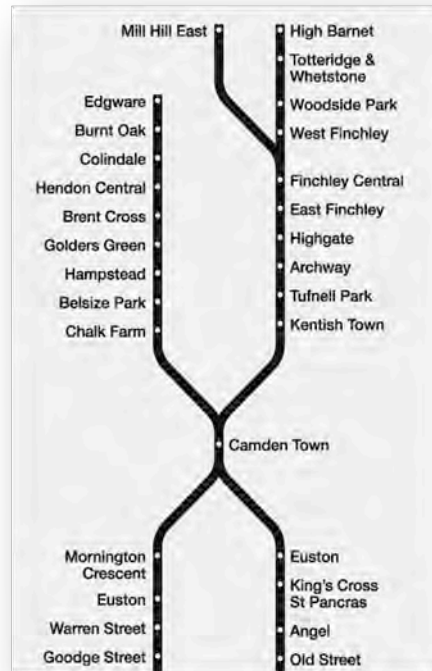 Mill Hill East
High Barnet
Totteridge &
Whetstone
Woodside Park
West Finchley
Finchley Central
East Finchley
Highgate
Archway
Tufnell Park
Kentish Town
Edgware
Burnt Oak
Colindale
Hendon Central
Brent Cross
Golders Green
Hampstead
Belsize Park
Chalk Farm
Camden Town
Mornington
Crescent
Euston
Warren Street
Goodge Street
Euston
King's Cross
St Pancras
Angel
Old Street